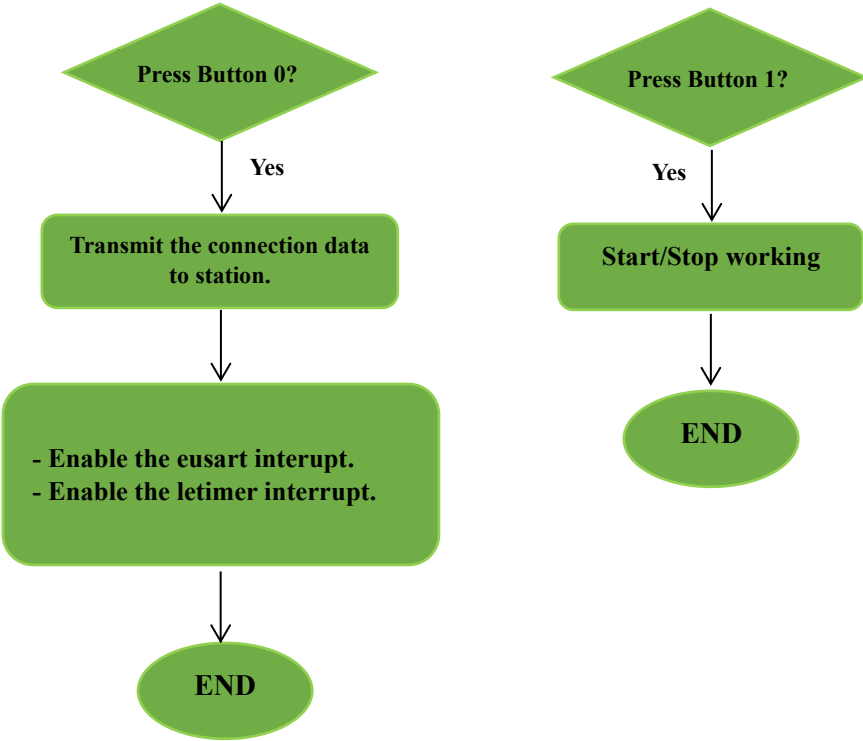 Press Button 0?
Yes
Transmit the connection data
to station.
- Enable the eusart interupt.
- Enable the letimer interrupt.
END
Press Button 1?
Yes
Start/Stop working
END